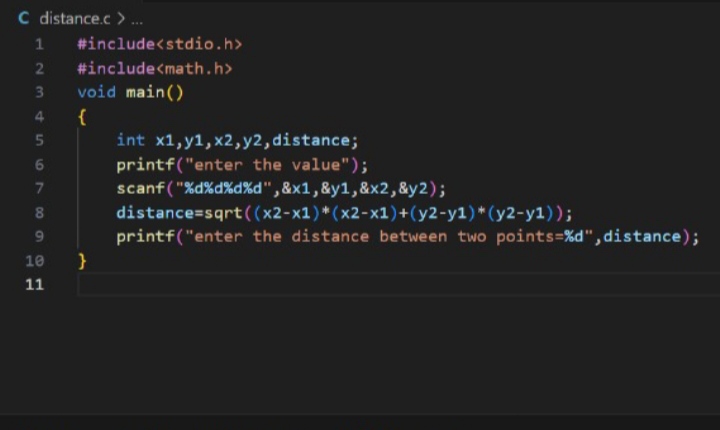 C distance.c > ...
1 #include<stdio.h>
2 #include<math.h>
3 void main()
4 {
5 int x1,y1,x2,y2,distance;
6 printf("enter the value");
7 scanf("%d%d%d%d",&x1,&y1,&x2,&y2);
8 distance=sqrt((x2-x1)*(x2-x1)+(y2-y1)*(y2-y1));
9 printf("enter the distance between two points=%d",distance);
10 }
11